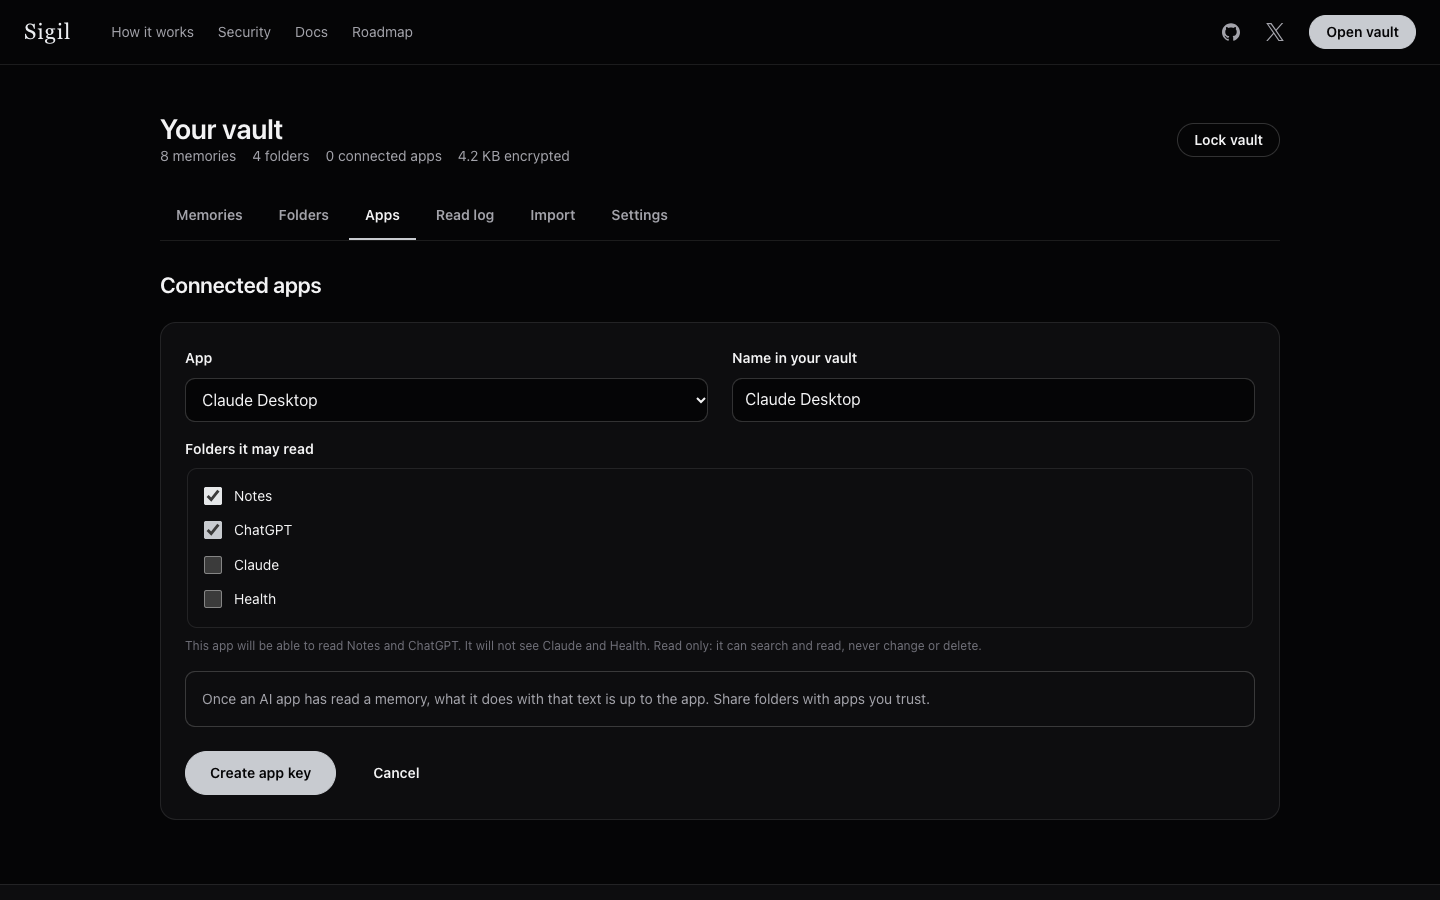 Sigil
How it works
Security
Docs
Roadmap
Open vault
Your vault
8 memories 4 folders 0 connected apps 4.2 KB encrypted
Lock vault
Memories
Folders
Apps
Read log
Import
Settings
Connected apps
App
Claude Desktop
Name in your vault
Claude Desktop
Folders it may read
Notes
ChatGPT
Claude
Health
This app will be able to read Notes and ChatGPT. It will not see Claude and Health. Read only: it can search and read, never change or delete.
Once an AI app has read a memory, what it does with that text is up to the app. Share folders with apps you trust.
Create app key
Cancel